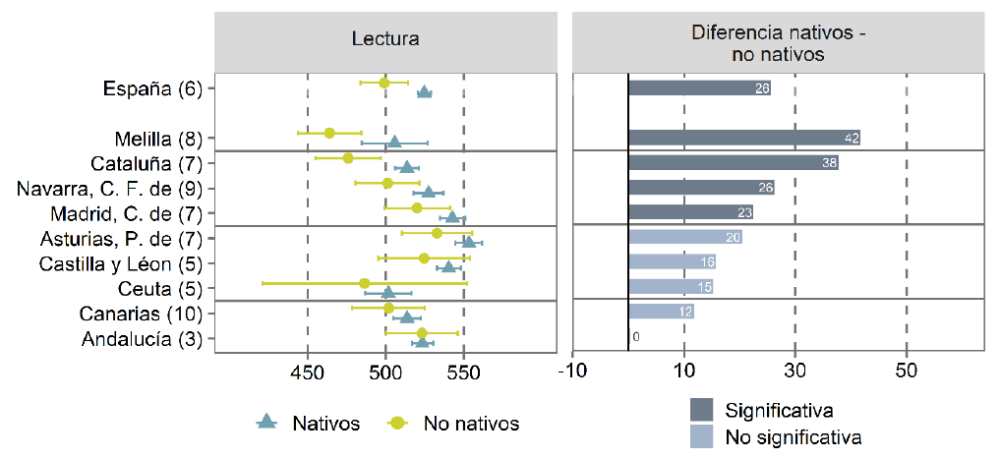 Lectura
Diferencia nativos -
no nativos
España (6)
26
Melilla (8)
42
Cataluña (7)
38
Navarra, C. F. de (9)
26
Madrid, C. de (7)
23
Asturias, P. de (7)
20
Castilla y Léon (5)
16
Ceuta (5)
15
Canarias (10)
12
Andalucía (3)
0
450 500 550
-10 10 30 50
Nativos No nativos
Significativa
No significativa